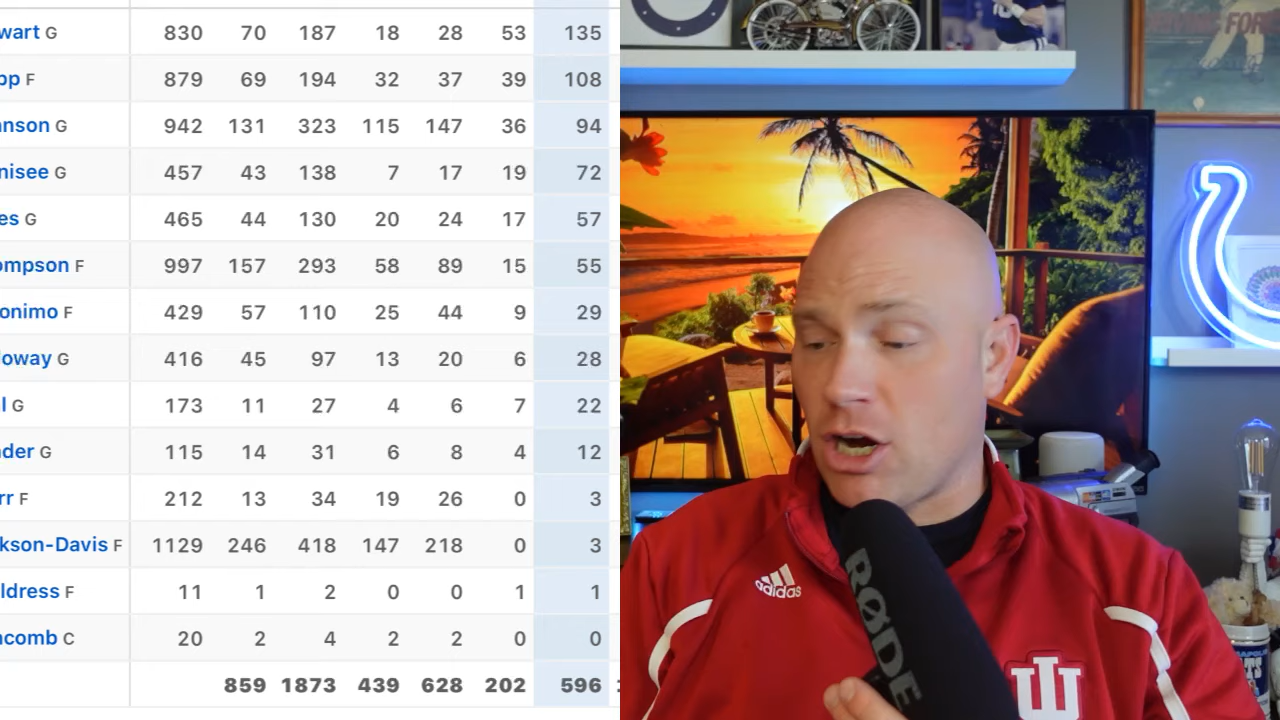 wart G 830 70 187 18 28 53 135
pp F 879 69 194 32 37 39 108
nson G 942 131 323 115 147 36 94
nisee G 457 43 138 7 17 19 72
es G 465 44 130 20 24 17 57
ompson F 997 157 293 58 89 15 55
onimo F 429 57 110 25 44 9 29
loway G 416 45 97 13 20 6 28
l G 173 11 27 4 6 7 22
nder G 115 14 31 6 8 4 12
rr F 212 13 34 19 26 0 3
kson-Davis F 1129 246 418 147 218 0 3
ildress F 11 1 2 0 0 1 1
acomb C 20 2 4 2 2 0 0
859 1873 439 628 202 596
FOR
adidas
RØDE
IU